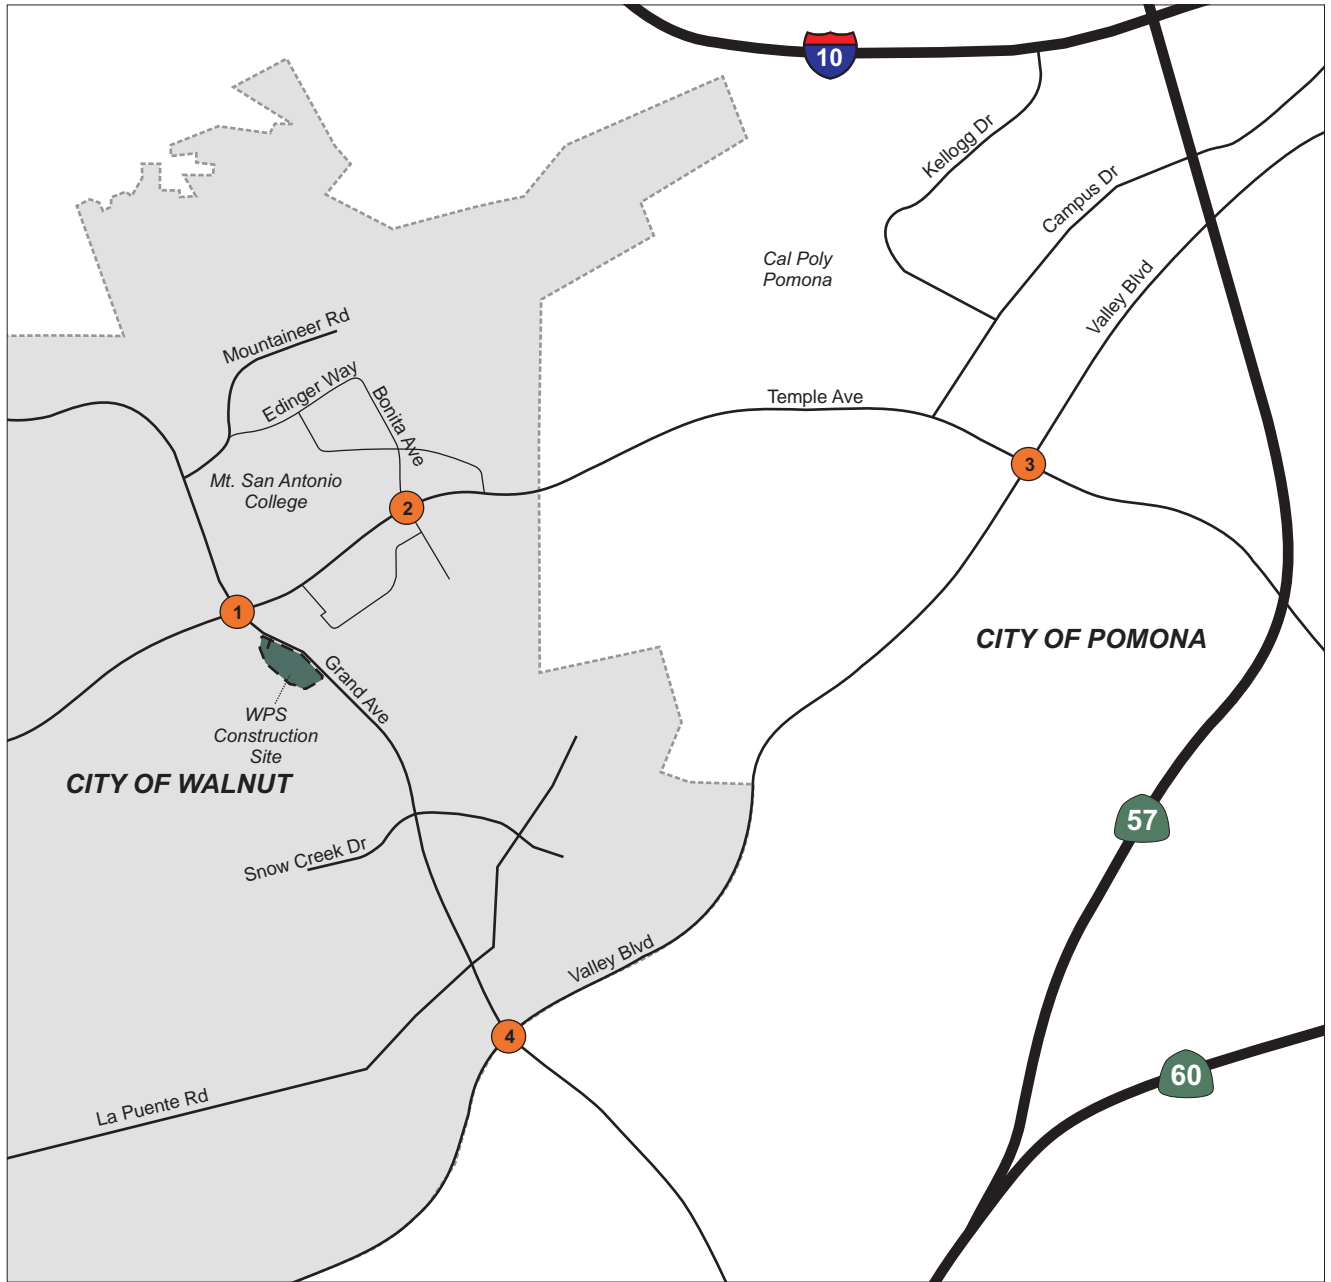 10
Kellogg Dr
Campus Dr
Cal Poly
Pomona
Valley Blvd
Mountaineer Rd
Edinger Way
Bonita Ave
Temple Ave
3
Mt. San Antonio
College
2
1
CITY OF POMONA
Grand Ave
WPS
Construction
Site
CITY OF WALNUT
57
Snow Creek Dr
Valley Blvd
4
60
La Puente Rd